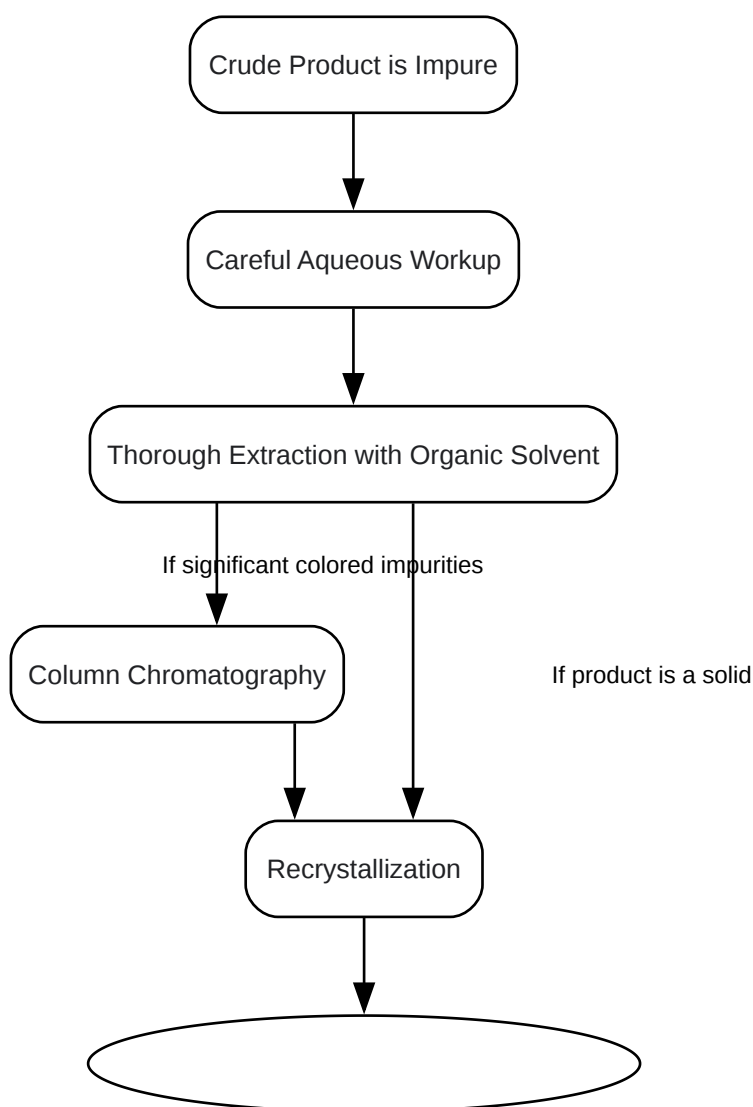 Crude Product is Impure
Careful Aqueous Workup
Thorough Extraction with Organic Solvent
If significant colored impurities
Column Chromatography
If product is a solid
Recrystallization